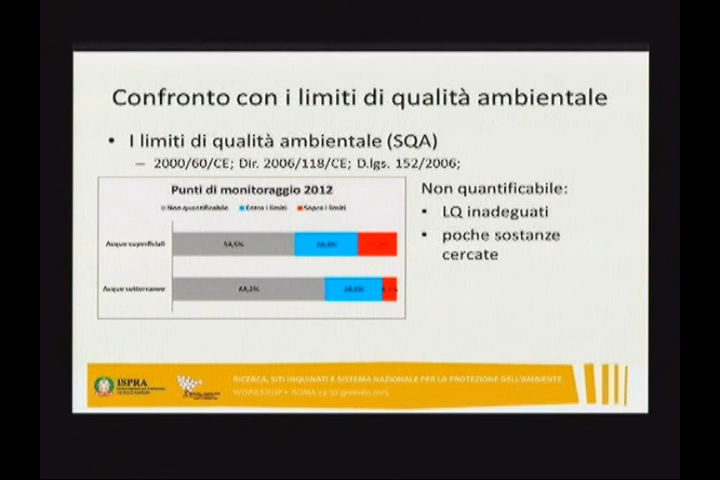 Confronto con i limiti di qualità ambientale
• I limiti di qualità ambientale (SQA)
– 2000/60/CE; Dir. 2006/118/CE; D.lgs. 152/2006;
Punti di monitoraggio 2012
Non quantificabile Entro i limiti Sopra i limiti
Acque superficiali
Acque sotterranee
Non quantificabile:
• LQ inadeguati
• poche sostanze
cercate
ISPRA
RICERCA, SITI INQUINATI E SISTEMA NAZIONALE PER LA PROTEZIONE DELL'AMBIENTE
WORKSHOP • ROMA